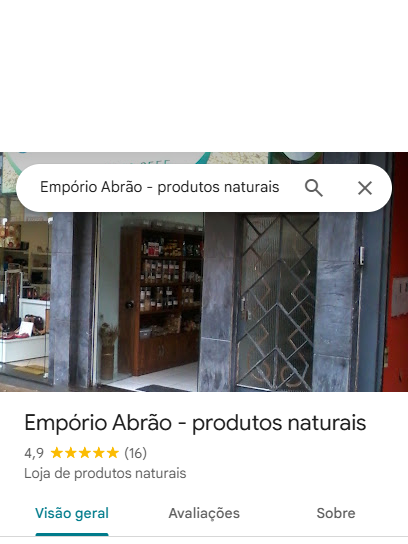 Empório Abrão - produtos naturais
Empório Abrão - produtos naturais
4,9 ★★★★★ (16)
Loja de produtos naturais
Visão geral Avaliações Sobre